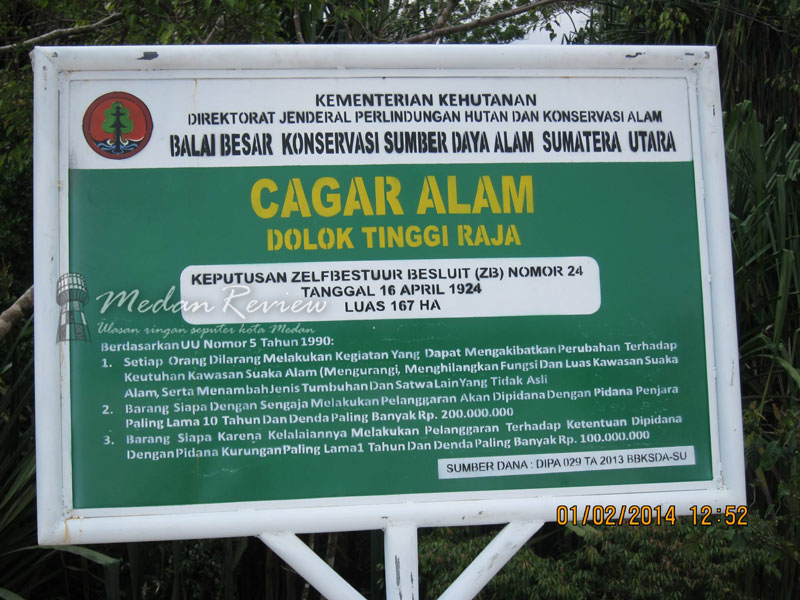 KEMENTERIAN KEHUTANAN
DIREKTORAT JENDERAL PERLINDUNGAN HUTAN DAN KONSERVASI ALAM
BALAI BESAR KONSERVASI SUMBER DAYA ALAM SUMATERA UTARA
CAGAR ALAM
DOLOK TINGGI RAJA
KEPUTUSAN ZELFBESTUUR BESLUIT (ZB) NOMOR 24
TANGGAL 16 APRIL 1924
LUAS 167 HA
Medan Review
Ulasan ringan seputer kota Medan
Berdasarkan UU Nomor 5 Tahun 1990:
1. Setiap Orang Dilarang Melakukan Kegiatan Yang Dapat Mengakibatkan Perubahan Terhadap
Keutuhan Kawasan Suaka Alam (Mengurangi, Menghilangkan Fungsi Dan Luas Kawasan Suaka
Alam, Serta Menambah Jenis Tumbuhan Dan Satwa Lain Yang Tidak Asli
2. Barang Siapa Dengan Sengaja Melakukan Pelanggaran Akan Dipidana Dengan Pidana Penjara
Paling Lama 10 Tahun Dan Denda Paling Banyak Rp. 200.000.000
3. Barang Siapa Karena Kelalaiannya Melakukan Pelanggaran Terhadap Ketentuan Dipidana
Dengan Pidana Kurungan Paling Lama 1 Tahun Dan Denda Paling Banyak Rp. 100.000.000
SUMBER DANA : DIPA 029 TA 2013 BBKSDA-SU
01/02/2014 12:52